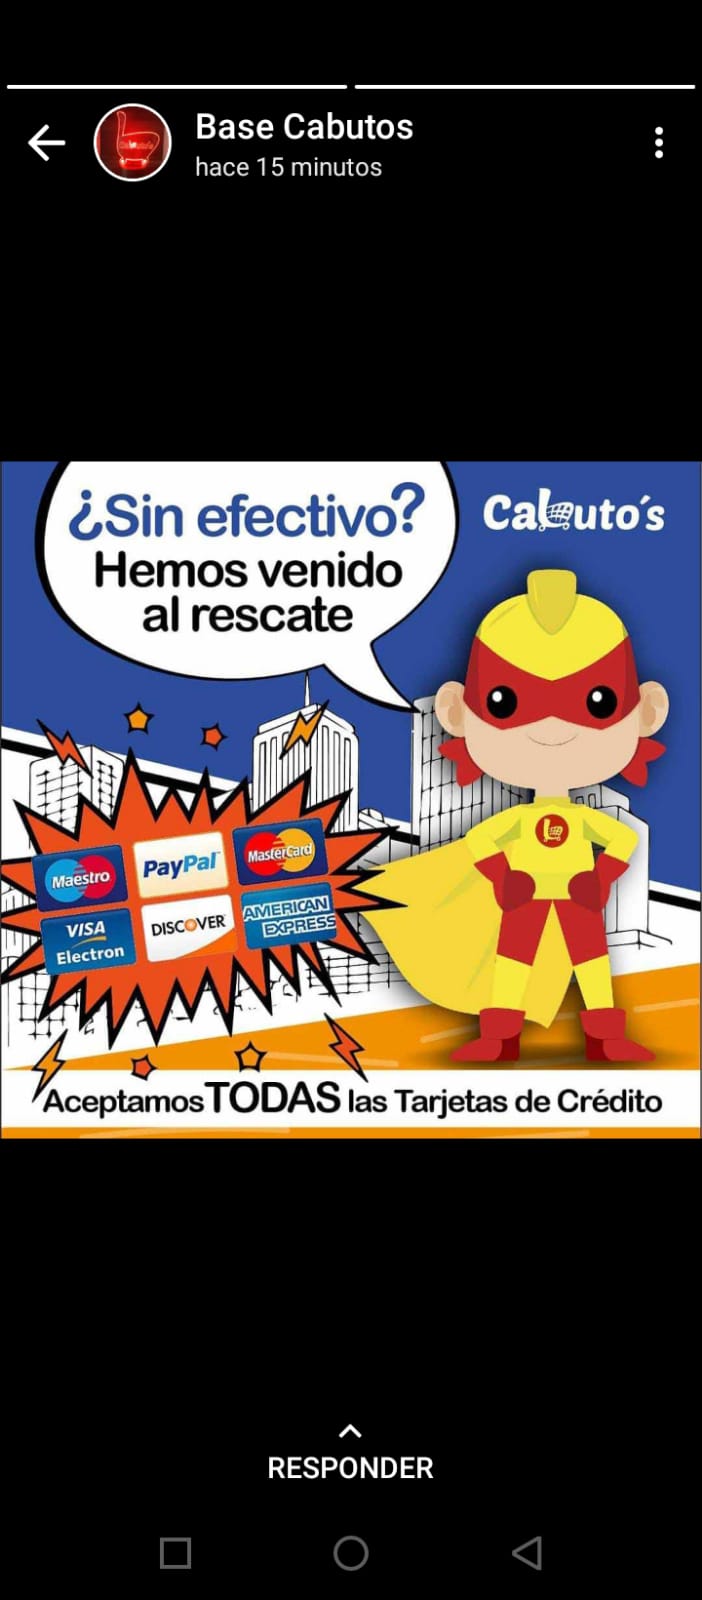 Base Cabutos
hace 15 minutos
¿Sin efectivo?
Hemos venido
al rescate
Cabuto´s
Maestro
PayPal
MasterCard
VISA
Electron
DISCOVER
AMERICAN
EXPRESS
Aceptamos TODAS las Tarjetas de Crédito
RESPONDER